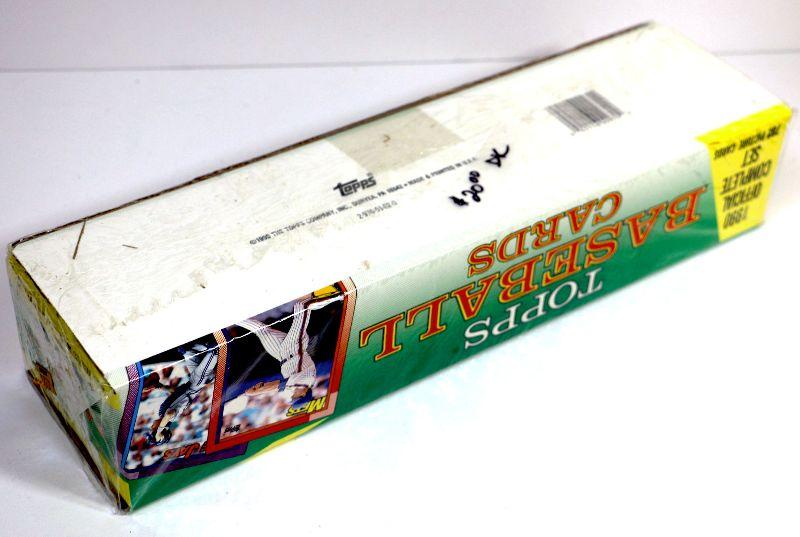 topps
©1990 THE TOPPS COMPANY, INC., DURYEA, PA 18642 • MADE & PRINTED IN U.S.A.
$20.00
1990
OFFICIAL
COMPLETE
SET
792 PICTURE CARDS
TOPPS
BASEBALL
CARDS
METS